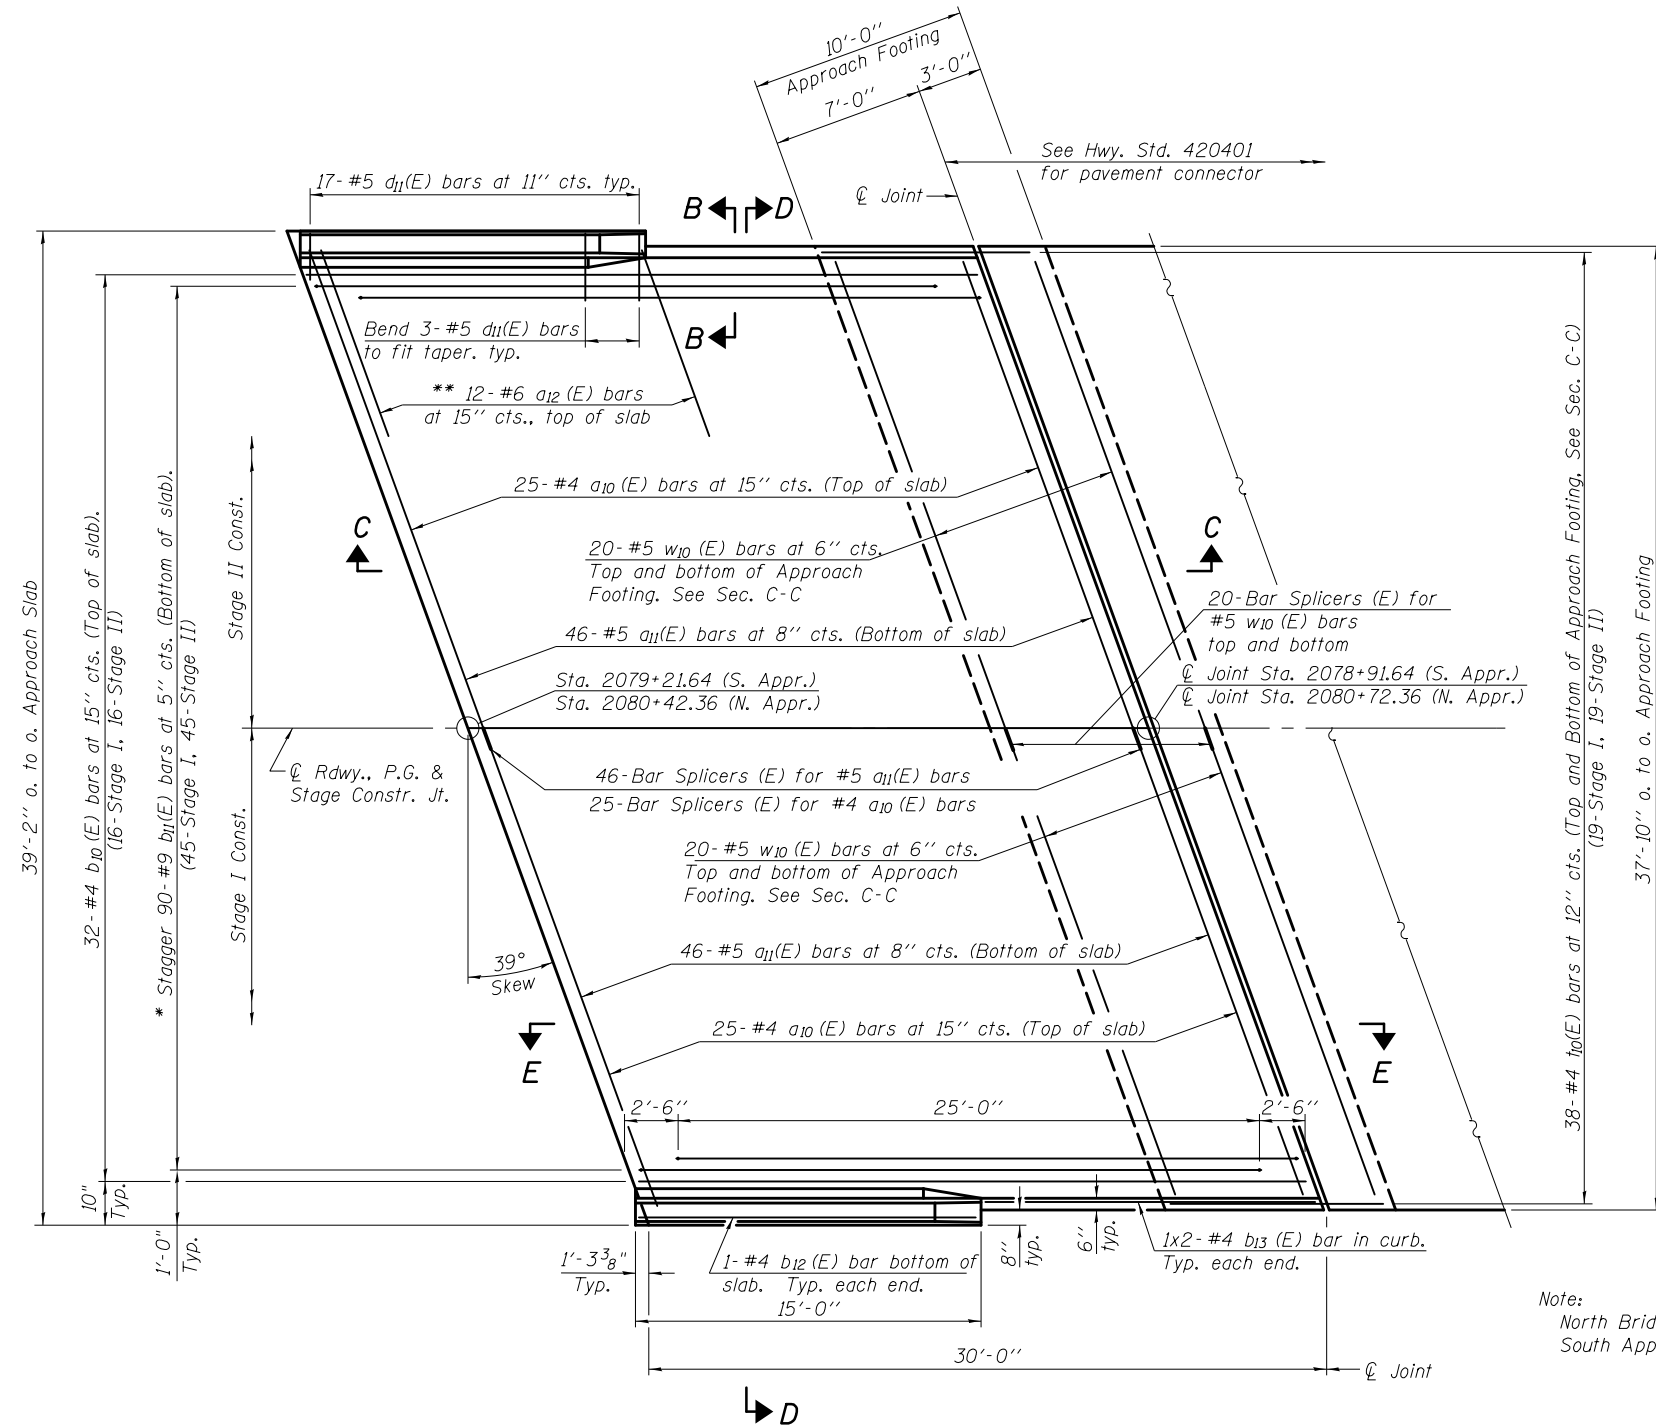 10'-0"
Approach Footing
3'-0"
7'-0"
See Hwy. Std. 420401
for pavement connector
℄ Joint
17- #5 d11(E) bars at 11" cts. typ.
B
D
Bend 3- #5 d11(E) bars
to fit taper. typ.
B
** 12- #6 a12 (E) bars
at 15" cts., top of slab
25- #4 a10 (E) bars at 15" cts. (Top of slab)
C
C
20- #5 w10 (E) bars at 6" cts.
Top and bottom of Approach
Footing. See Sec. C-C
20-Bar Splicers (E) for
#5 w10 (E) bars
top and bottom
46- #5 a11(E) bars at 8" cts. (Bottom of slab)
Sta. 2079+21.64 (S. Appr.)
Sta. 2080+42.36 (N. Appr.)
℄ Joint Sta. 2078+91.64 (S. Appr.)
℄ Joint Sta. 2080+72.36 (N. Appr.)
39'-2" o. to o. Approach Slab
32- #4 b10 (E) bars at 15" cts. (Top of slab).
(16-Stage I, 16-Stage II)
* Stagger 90- #9 b11(E) bars at 5" cts. (Bottom of slab).
(45-Stage I, 45-Stage II)
Stage II Const.
Stage I Const.
℄ Rdwy., P.G. &
Stage Constr. Jt.
46-Bar Splicers (E) for #5 a11(E) bars
25-Bar Splicers (E) for #4 a10 (E) bars
20- #5 w10 (E) bars at 6" cts.
Top and bottom of Approach
Footing. See Sec. C-C
38- #4 t10(E) bars at 12" cts. (Top and Bottom of Approach Footing, See Sec. C-C)
(19-Stage I, 19-Stage II)
37'-10" o. to o. Approach Footing
39°
Skew
46- #5 a11(E) bars at 8" cts. (Bottom of slab)
25- #4 a10 (E) bars at 15" cts. (Top of slab)
E
E
2'-6"
25'-0"
2'-6"
10"
Typ.
1'-0"
Typ.
1'-3 3/8"
Typ.
1- #4 b12 (E) bar bottom of
slab. Typ. each end.
8"
typ.
6"
typ.
1x2- #4 b13 (E) bar in curb.
Typ. each end.
15'-0"
30'-0"
℄ Joint
D
Note:
North Brid
South App